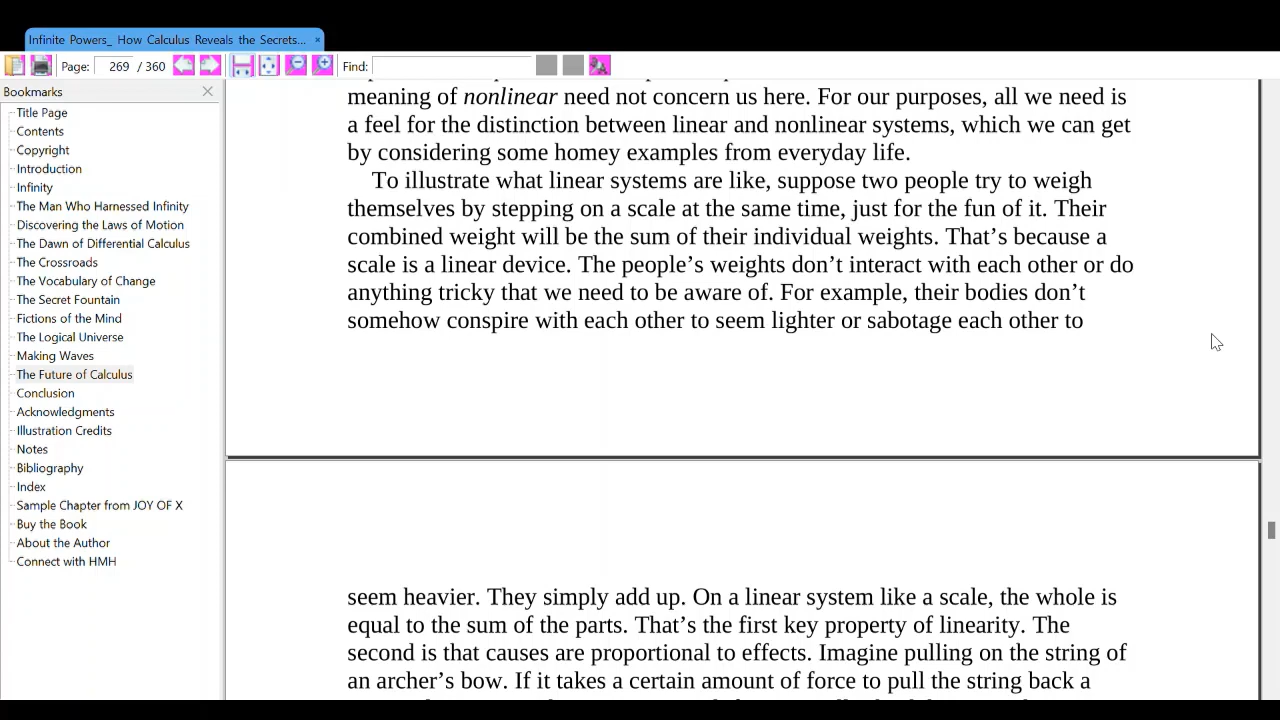 Infinite Powers_ How Calculus Reveals the Secrets... ×
Page: 269 / 360 Find:
Bookmarks
Title Page
Contents
Copyright
Introduction
Infinity
The Man Who Harnessed Infinity
Discovering the Laws of Motion
The Dawn of Differential Calculus
The Crossroads
The Vocabulary of Change
The Secret Fountain
Fictions of the Mind
The Logical Universe
Making Waves
The Future of Calculus
Conclusion
Acknowledgments
Illustration Credits
Notes
Bibliography
Index
Sample Chapter from JOY OF X
Buy the Book
About the Author
Connect with HMH
meaning of nonlinear need not concern us here. For our purposes, all we need is
a feel for the distinction between linear and nonlinear systems, which we can get
by considering some homey examples from everyday life.
To illustrate what linear systems are like, suppose two people try to weigh
themselves by stepping on a scale at the same time, just for the fun of it. Their
combined weight will be the sum of their individual weights. That’s because a
scale is a linear device. The people’s weights don’t interact with each other or do
anything tricky that we need to be aware of. For example, their bodies don’t
somehow conspire with each other to seem lighter or sabotage each other to
seem heavier. They simply add up. On a linear system like a scale, the whole is
equal to the sum of the parts. That’s the first key property of linearity. The
second is that causes are proportional to effects. Imagine pulling on the string of
an archer’s bow. If it takes a certain amount of force to pull the string back a